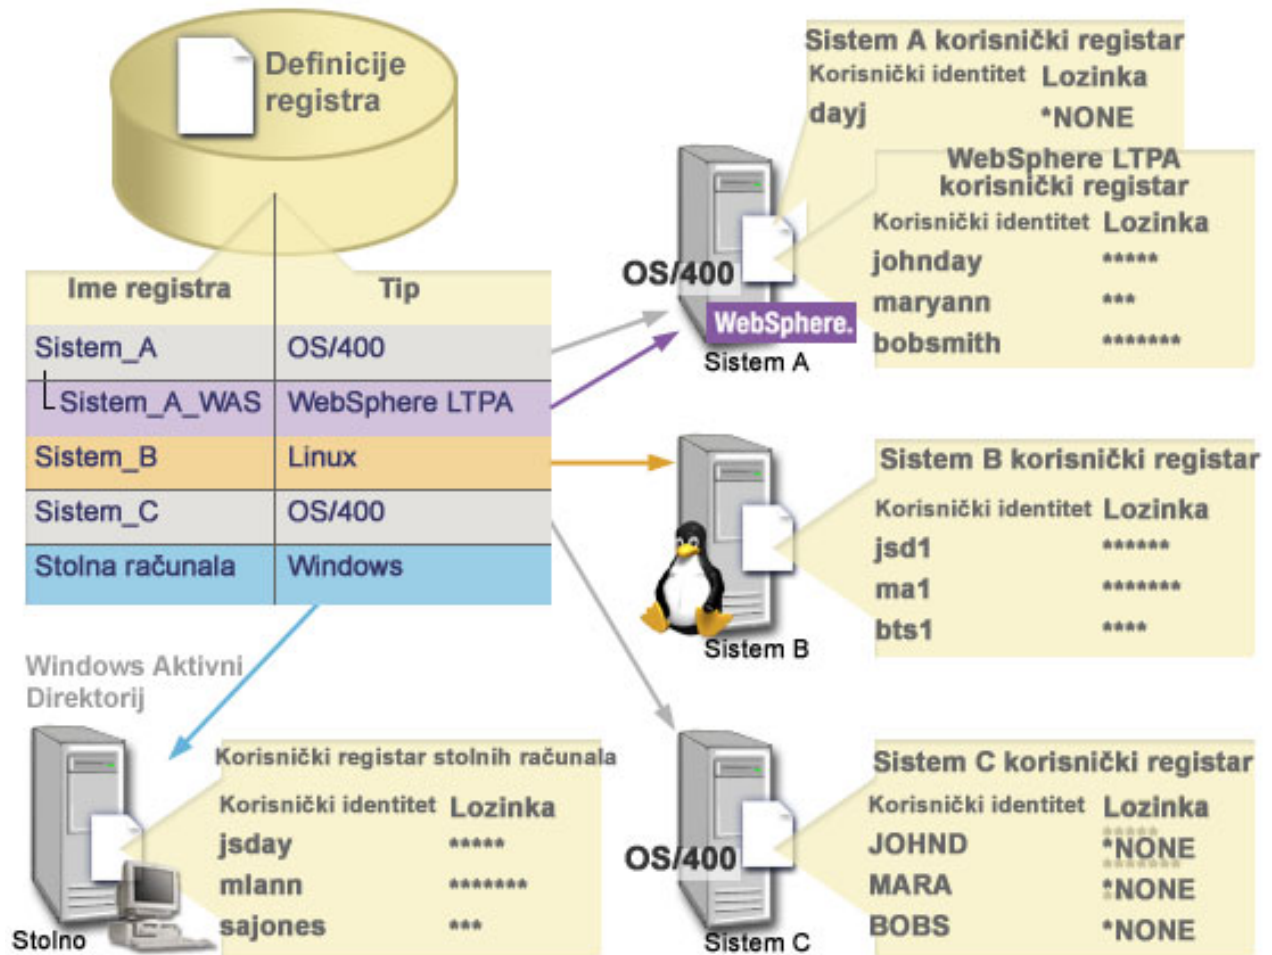 Definicije
registra
Ime registra Tip
Sistem_A OS/400
Sistem_A_WAS WebSphere LTPA
Sistem_B Linux
Sistem_C OS/400
Stolna računala Windows
Sistem A korisnički registar
Korisnički identitet Lozinka
dayj *NONE
WebSphere LTPA
korisnički registar
Korisnički identitet Lozinka
johnday *****
maryann ***
bobsmith *******
OS/400
WebSphere.
Sistem A
Sistem B korisnički registar
Korisnički identitet Lozinka
jsd1 ******
ma1 *******
bts1 ****
Sistem B
Windows Aktivni
Direktorij
Korisnički registar stolnih računala
Korisnički identitet Lozinka
jsday *****
mlann *******
sajones ***
Stolno
Sistem C korisnički registar
Korisnički identitet Lozinka
JOHND *NONE
MARA *NONE
BOBS *NONE
OS/400
Sistem C